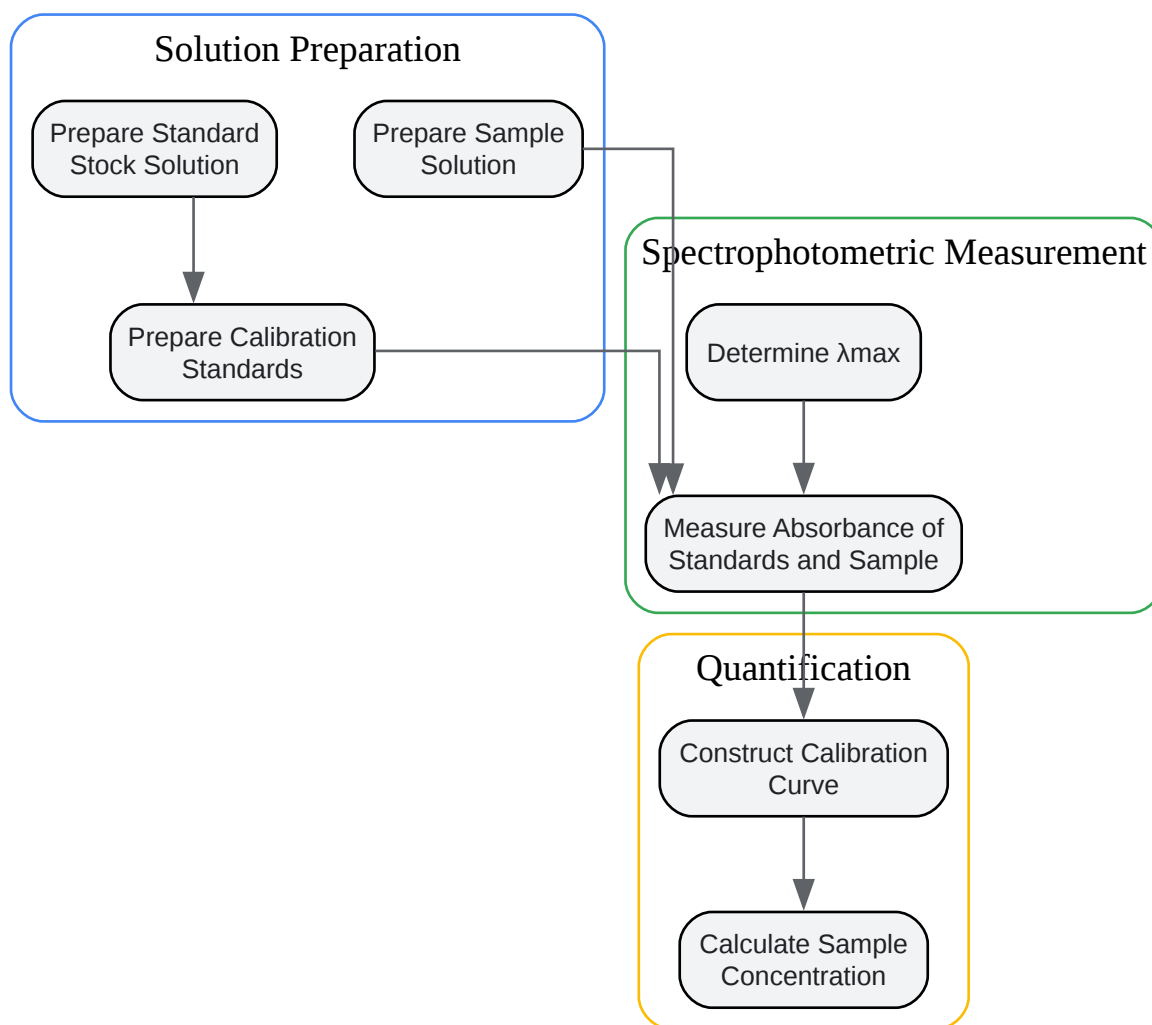 Solution Preparation
Prepare Standard
Stock Solution
Prepare Sample
Solution
Prepare Calibration
Standards
Spectrophotometric Measurement
Determine λmax
Measure Absorbance of
Standards and Sample
Quantification
Construct Calibration
Curve
Calculate Sample
Concentration